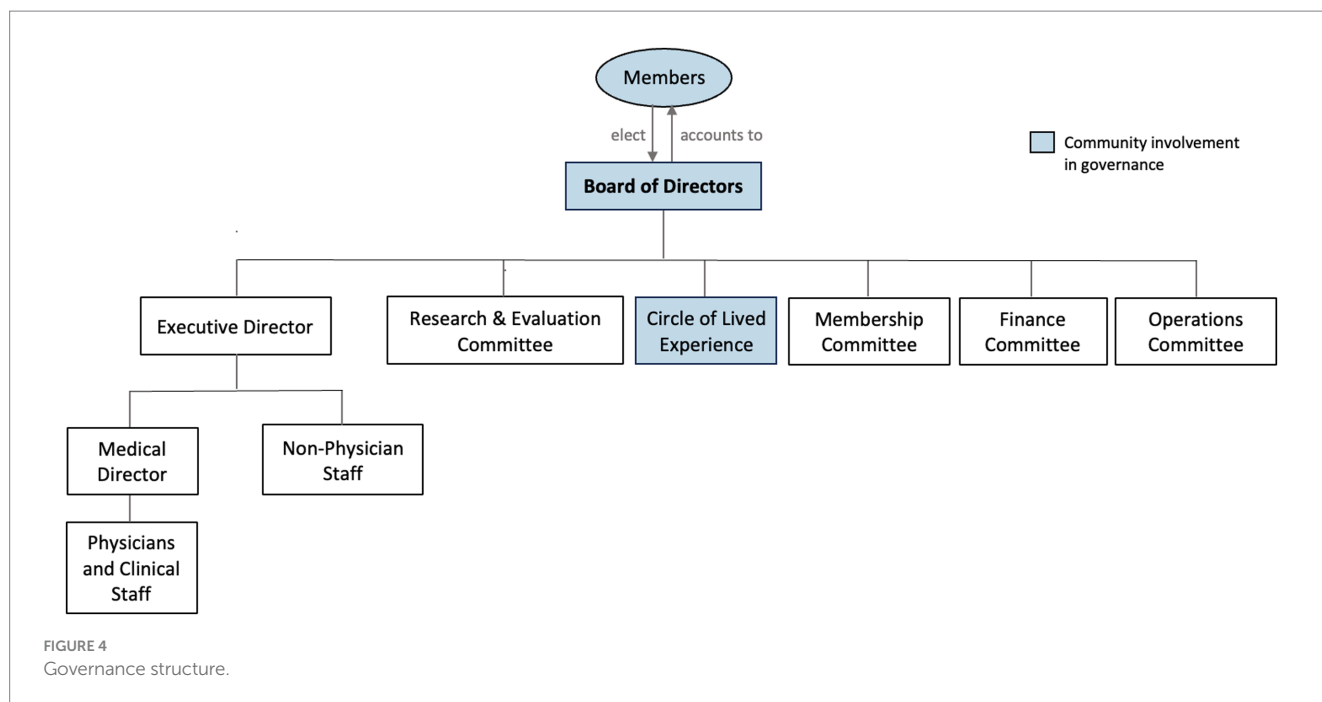 Members
elect
accounts to
Community involvement
in governance
Board of Directors
Executive Director
Research & Evaluation
Committee
Circle of Lived
Experience
Membership
Committee
Finance
Committee
Operations
Committee
Medical
Director
Non-Physician
Staff
Physicians
and Clinical
Staff
FIGURE 4
Governance structure.